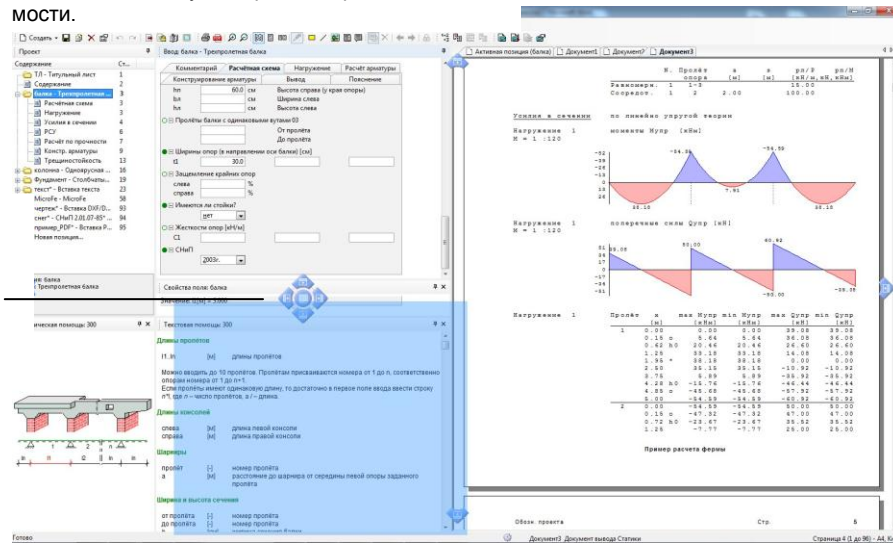 мости.
Создать
Проект
Содержание Ст...
ТЛ - Титульный лист 1
Содержание 2
балка - Трехпролетная ... 3
Расчётная схема 3
Нагружение 3
Усилия в сечении 4
РСУ 6
Расчёт по прочности 7
Констр. арматуры 9
Трещиностойкость 13
колонна - Одноярусная ... 16
Фундамент - Столбчаты... 19
текст* - Вставка текста 23
MicroFe - MicroFe 58
чертеж* - Вставка DXF/D... 93
снег* - СНиП 2.01.07-85* ... 94
пример_PDF* - Вставка P... 95
Новая позиция...
Ввод: балка - Трехпролетная балка
Комментарий Расчётная схема Нагружение Расчёт арматуры
Конструирование арматуры Вывод Пояснение
hп 60.0 см Высота справа (у края опоры)
bл см Ширина слева
hл см Высота слева
Пролёты балки с одинаковыми вутами 03
От пролёта
До пролёта
Ширины опор (в направлении оси балки) [см]
t1 30.0
Защемление крайних опор
слева %
справа %
Имеются ли стойки?
нет
Жесткости опор [кН/м]
C1
СНиП
2003г.
балка
Трехпролетная балка
Свойства поля: балка
ическая помощь: 300
Текстовая помощь: 300
Длины пролётов
l1..ln [м] длины пролётов
Можно вводить до 10 пролётов. Пролётам присваиваются номера от 1 до n, соответственно
опорам номера от 1 до n+1.
Если пролёты имеют одинаковую длину, то достаточно в первое поле ввода ввести строку
n*l, где n – число пролётов, а l – длина.
Длины консолей
слева [м] длина левой консоли
справа [м] длина правой консоли
Шарниры
пролёт [-] номер пролёта
a [м] расстояние до шарнира от середины левой опоры заданного
пролёта
Ширина и высота сечения
от пролёта [-] номер пролёта
до пролёта [-] номер пролёта
Готово
Активная позиция (балка) Документ1 Документ2 Документ3
N. Пролёт a s рл/P рп/M
опора [м] [м] [кН/м,кН,кНм]
Равномерн. 1 1-3 15.00
Сосредот. 1 2 2.00 100.00
Усилия в сечении по линейно упругой теории
Нагружение 1 моменты Мупр [кНм]
М = 1 :120
-54.59 -54.59
38.18 7.91 38.18
Нагружение 1 поперечные силы Qупр [кН]
М = 1 :120
39.08 50.00 60.92
-50.00 -39.08
Нагружение 1 Пролёт x max Мупр min Мупр max Qупр min Qупр
[м] [кНм] [кНм] [кН] [кН]
1 0.00 0.00 0.00 39.08 39.08
0.15 о 5.64 5.64 36.08 36.08
0.62 h0 20.46 20.46 26.60 26.60
1.25 33.18 33.18 14.08 14.08
1.95 * 38.18 38.18 0.00 0.00
2.50 35.15 35.15 -10.92 -10.92
3.75 5.89 5.89 -35.92 -35.92
4.28 h0 -15.76 -15.76 -46.44 -46.44
4.85 о -45.68 -45.68 -57.92 -57.92
5.00 -54.59 -54.59 -60.92 -60.92
2 0.00 -54.59 -54.59 50.00 50.00
0.15 о -47.32 -47.32 47.00 47.00
0.72 h0 -23.67 -23.67 35.52 35.52
1.25 -7.77 -7.77 25.00 25.00
Пример расчета фермы
Обозн. проекта Стр. 5
Документ3 Документ вывода Статики
Страница 4 (1 до 96) - A4, К